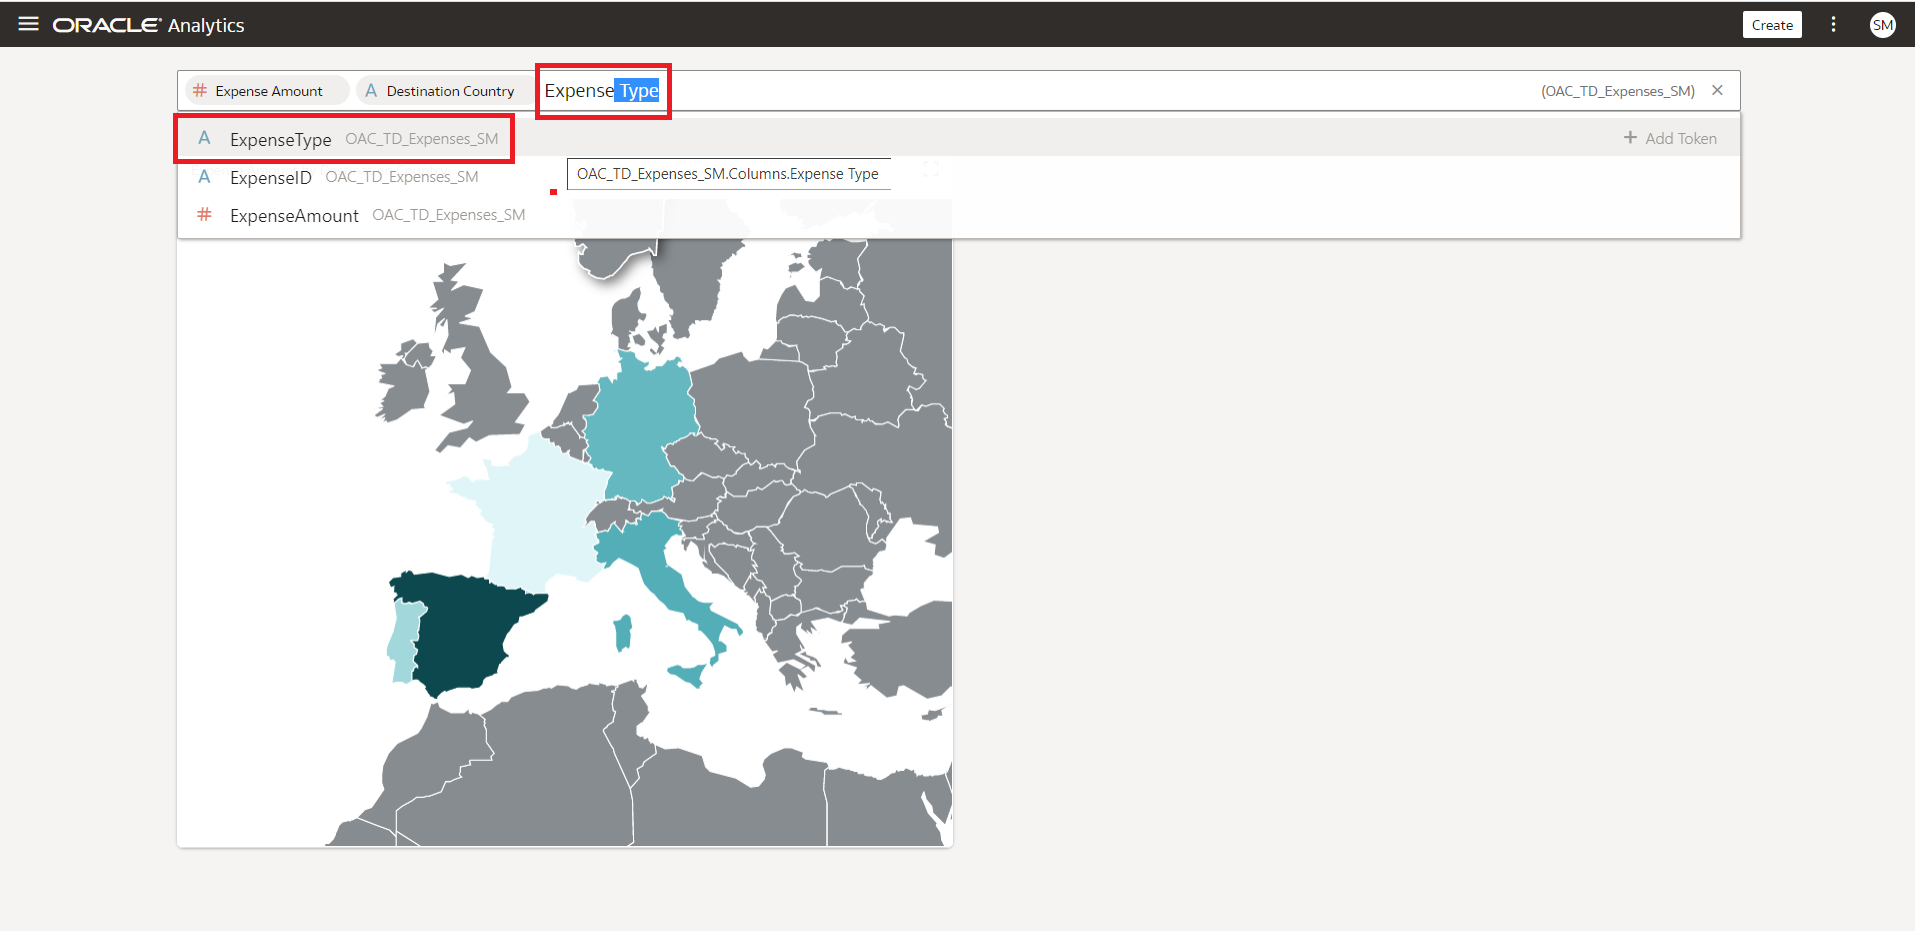 ORACLE Analytics
Create
SM
# Expense Amount
A Destination Country
Expense Type
(OAC_TD_Expenses_SM)
A ExpenseType OAC_TD_Expenses_SM
+ Add Token
A ExpenseID OAC_TD_Expenses_SM
OAC_TD_Expenses_SM.Columns.Expense Type
# ExpenseAmount OAC_TD_Expenses_SM